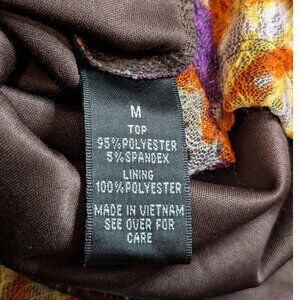 M
TOP
95%POLYESTER
5%SPANDEX
LINING
100%POLYESTER
MADE IN VIETNAM
SEE OVER FOR
CARE